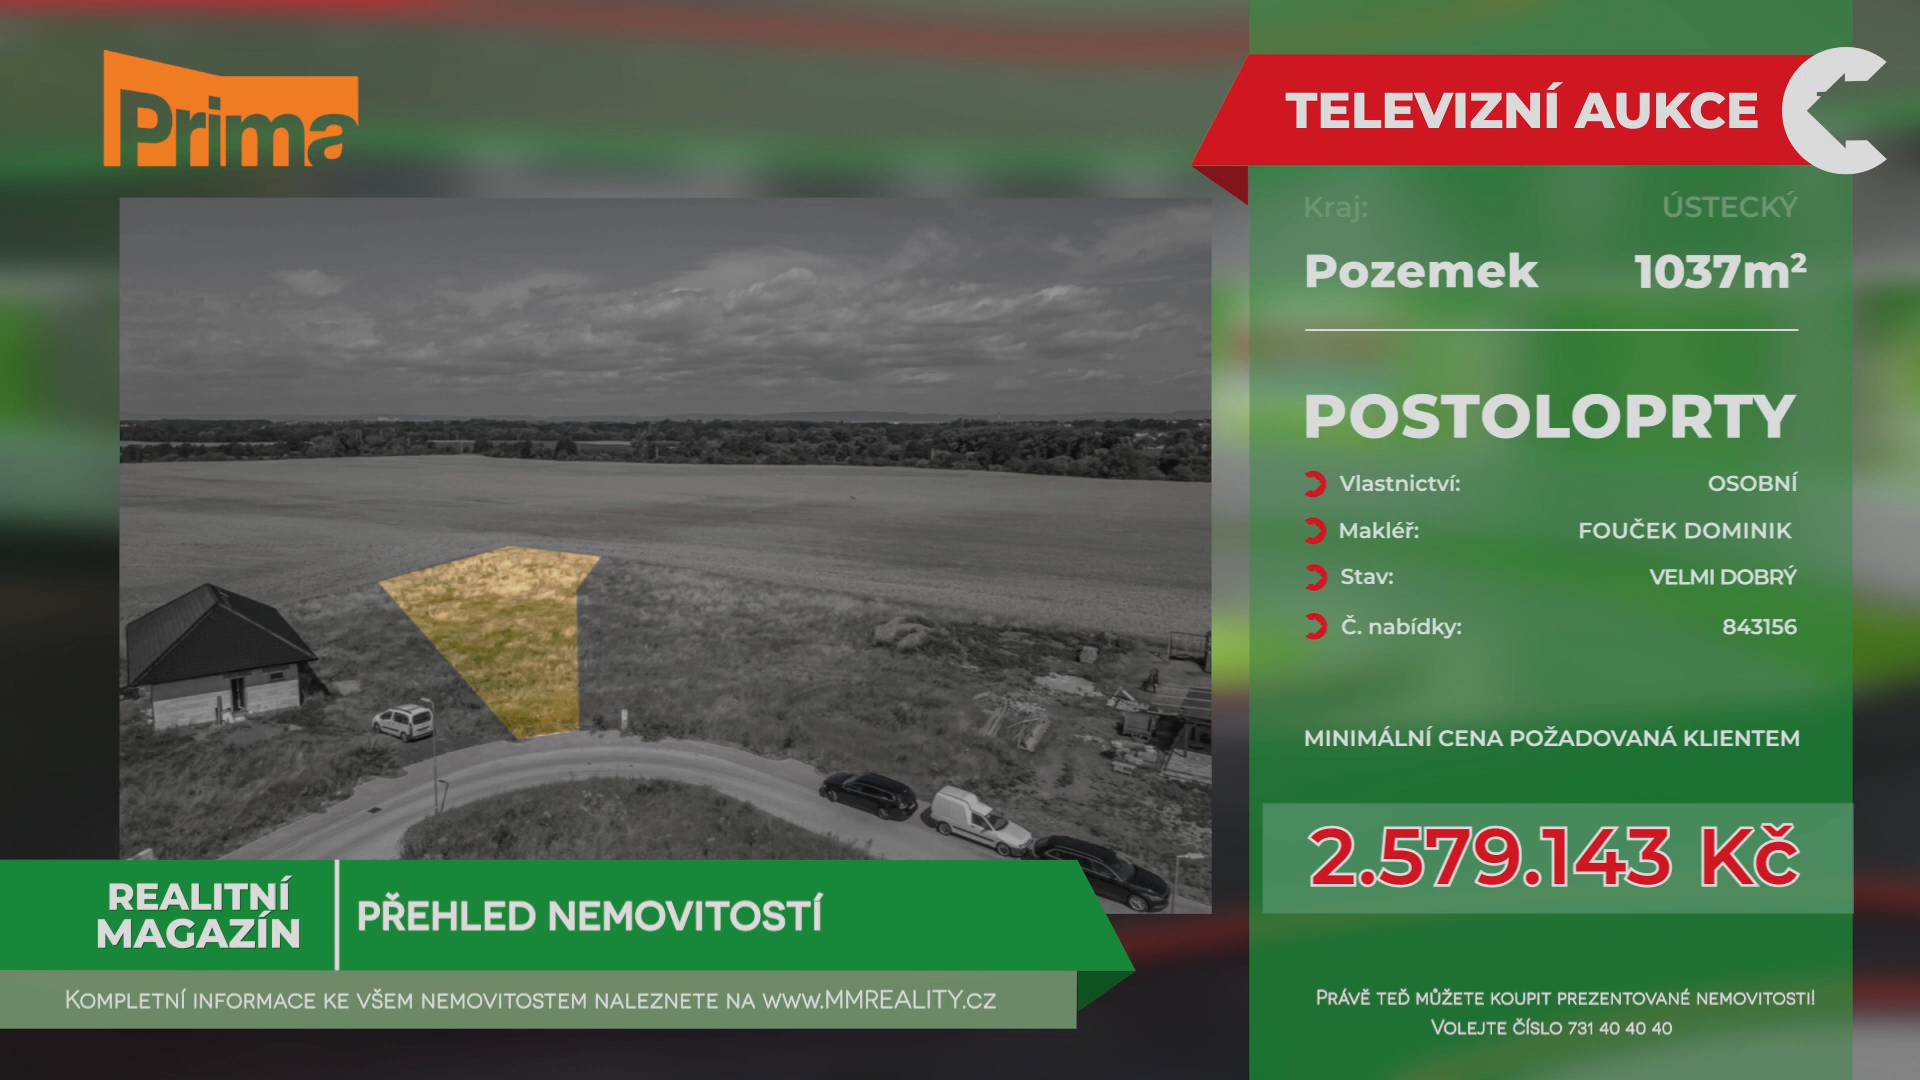 Prima
TELEVIZNÍ AUKCE
Kraj: ÚSTECKÝ
Pozemek 1037m²
POSTOLOPRTY
Vlastnictví: OSOBNÍ
Makléř: FOUČEK DOMINIK
Stav: VELMI DOBRÝ
Č. nabídky: 843156
MINIMÁLNÍ CENA POŽADOVANÁ KLIENTEM
2.579.143 Kč
PRÁVĚ TEĎ MŮŽETE KOUPIT PREZENTOVANÉ NEMOVITOSTI!
VOLEJTE ČÍSLO 731 40 40 40
REALITNÍ
MAGAZÍN
PŘEHLED NEMOVITOSTÍ
KOMPLETNÍ INFORMACE KE VŠEM NEMOVITOSTEM NALEZNETE NA WWW.MMREALITY.CZ